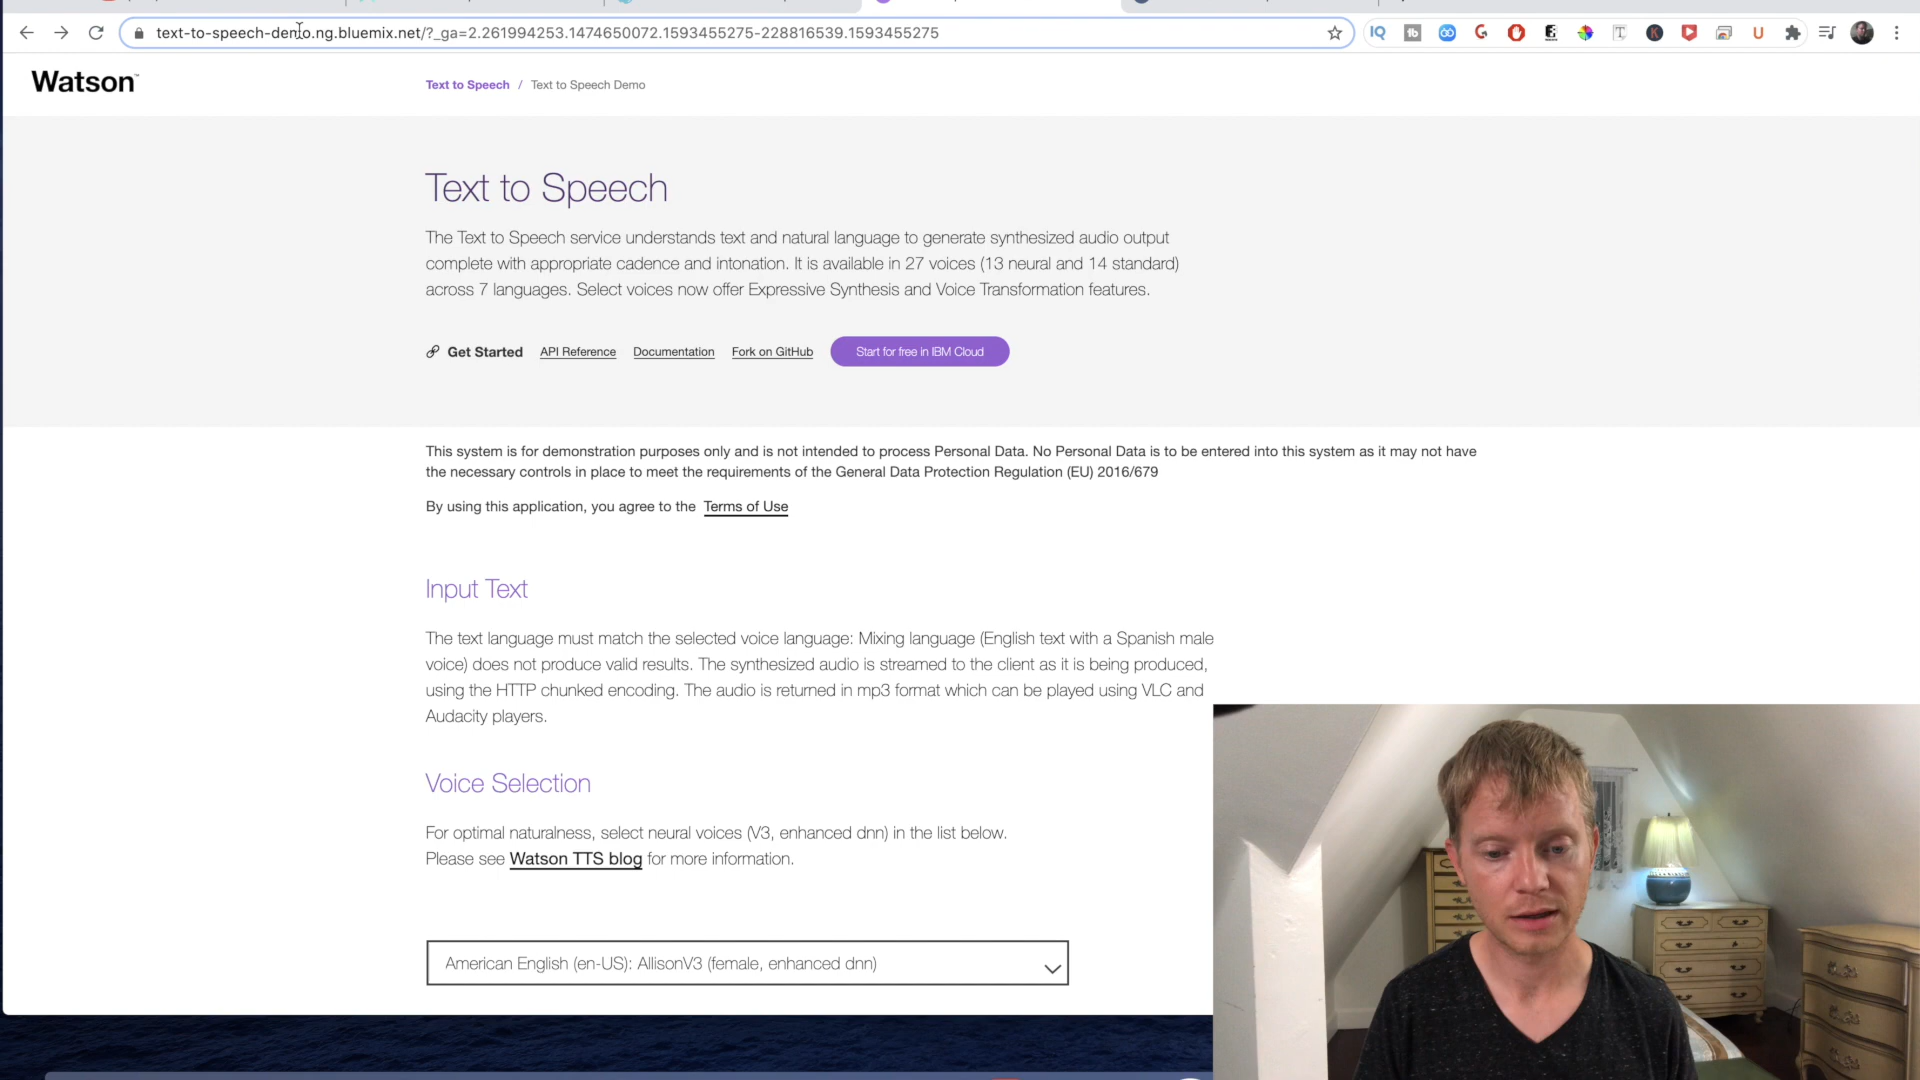 text-to-speech-demo.ng.bluemix.net/?_ga=2.261994253.1474650072.1593455275-228816539.1593455275
Watson™
Text to Speech / Text to Speech Demo
Text to Speech
The Text to Speech service understands text and natural language to generate synthesized audio output
complete with appropriate cadence and intonation. It is available in 27 voices (13 neural and 14 standard)
across 7 languages. Select voices now offer Expressive Synthesis and Voice Transformation features.
Get Started API Reference Documentation Fork on GitHub Start for free in IBM Cloud
This system is for demonstration purposes only and is not intended to process Personal Data. No Personal Data is to be entered into this system as it may not have
the necessary controls in place to meet the requirements of the General Data Protection Regulation (EU) 2016/679
By using this application, you agree to the Terms of Use
Input Text
The text language must match the selected voice language: Mixing language (English text with a Spanish male
voice) does not produce valid results. The synthesized audio is streamed to the client as it is being produced,
using the HTTP chunked encoding. The audio is returned in mp3 format which can be played using VLC and
Audacity players.
Voice Selection
For optimal naturalness, select neural voices (V3, enhanced dnn) in the list below.
Please see Watson TTS blog for more information.
American English (en-US): AllisonV3 (female, enhanced dnn)